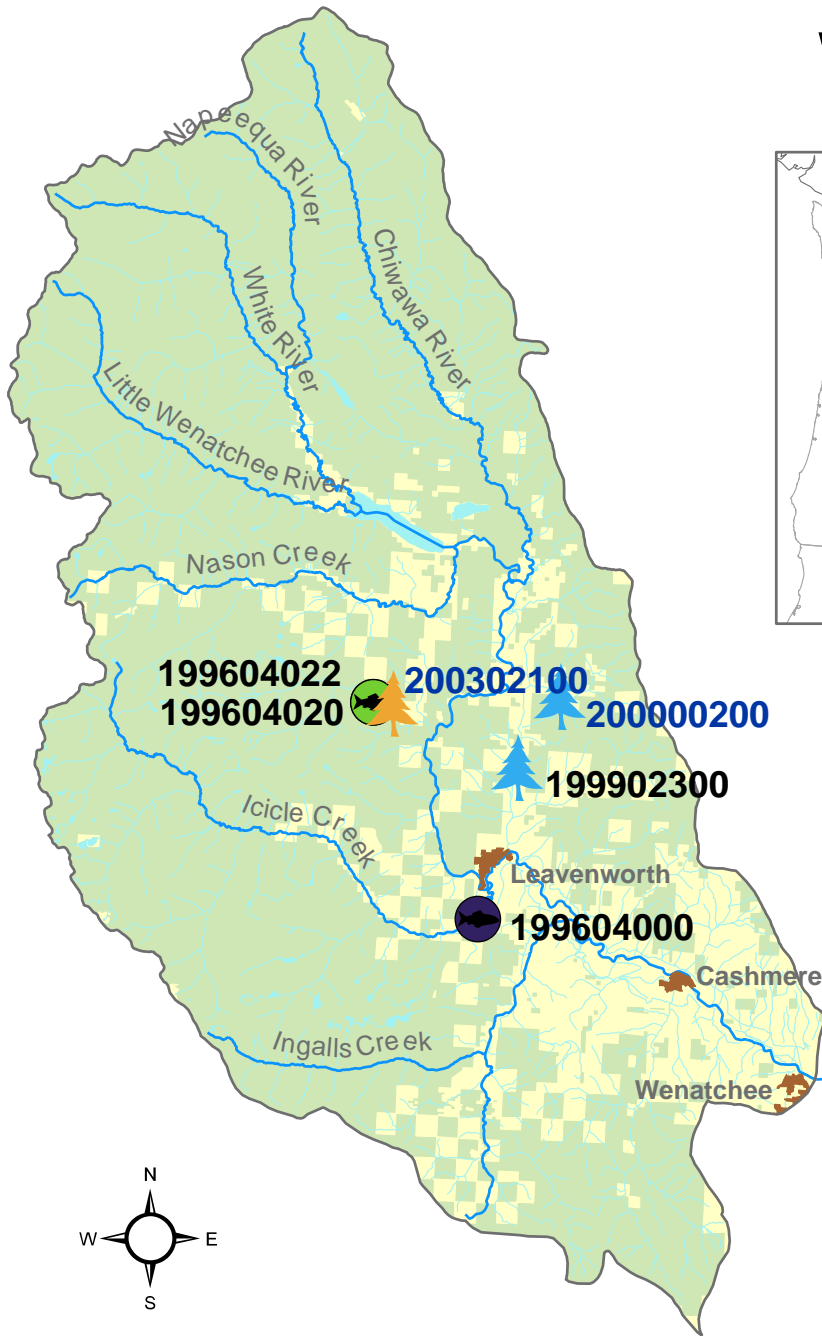 Napeequa River
Chiwawa River
White River
Little Wenatchee River
Nason Creek
199604022
199604020
200302100
200000200
199902300
Icicle Creek
Leavenworth
199604000
Cashmere
Ingalls Creek
Wenatchee
N
W
E
S